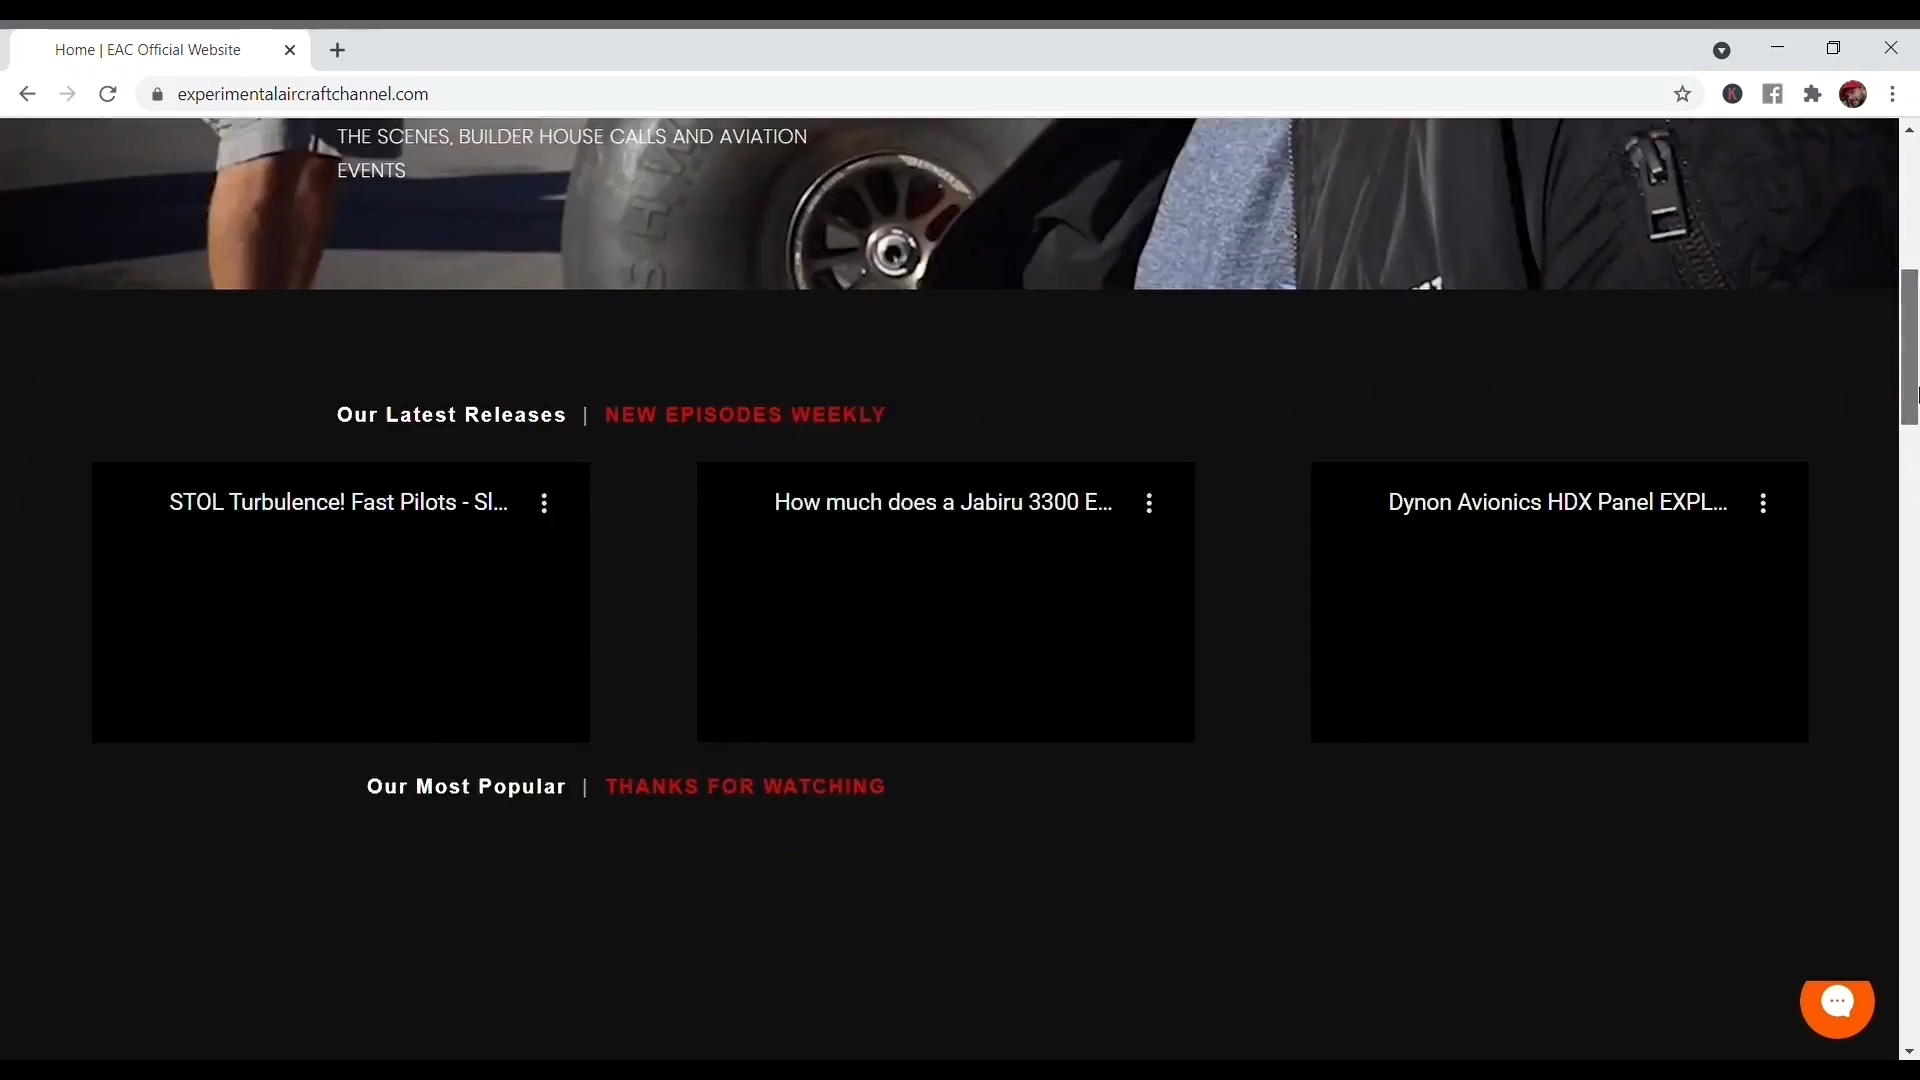 Home | EAC Official Website
experimentalaircraftchannel.com
THE SCENES, BUILDER HOUSE CALLS AND AVIATION
EVENTS
Our Latest Releases | NEW EPISODES WEEKLY
STOL Turbulence! Fast Pilots - Sl...
How much does a Jabiru 3300 E...
Dynon Avionics HDX Panel EXPL...
Our Most Popular | THANKS FOR WATCHING